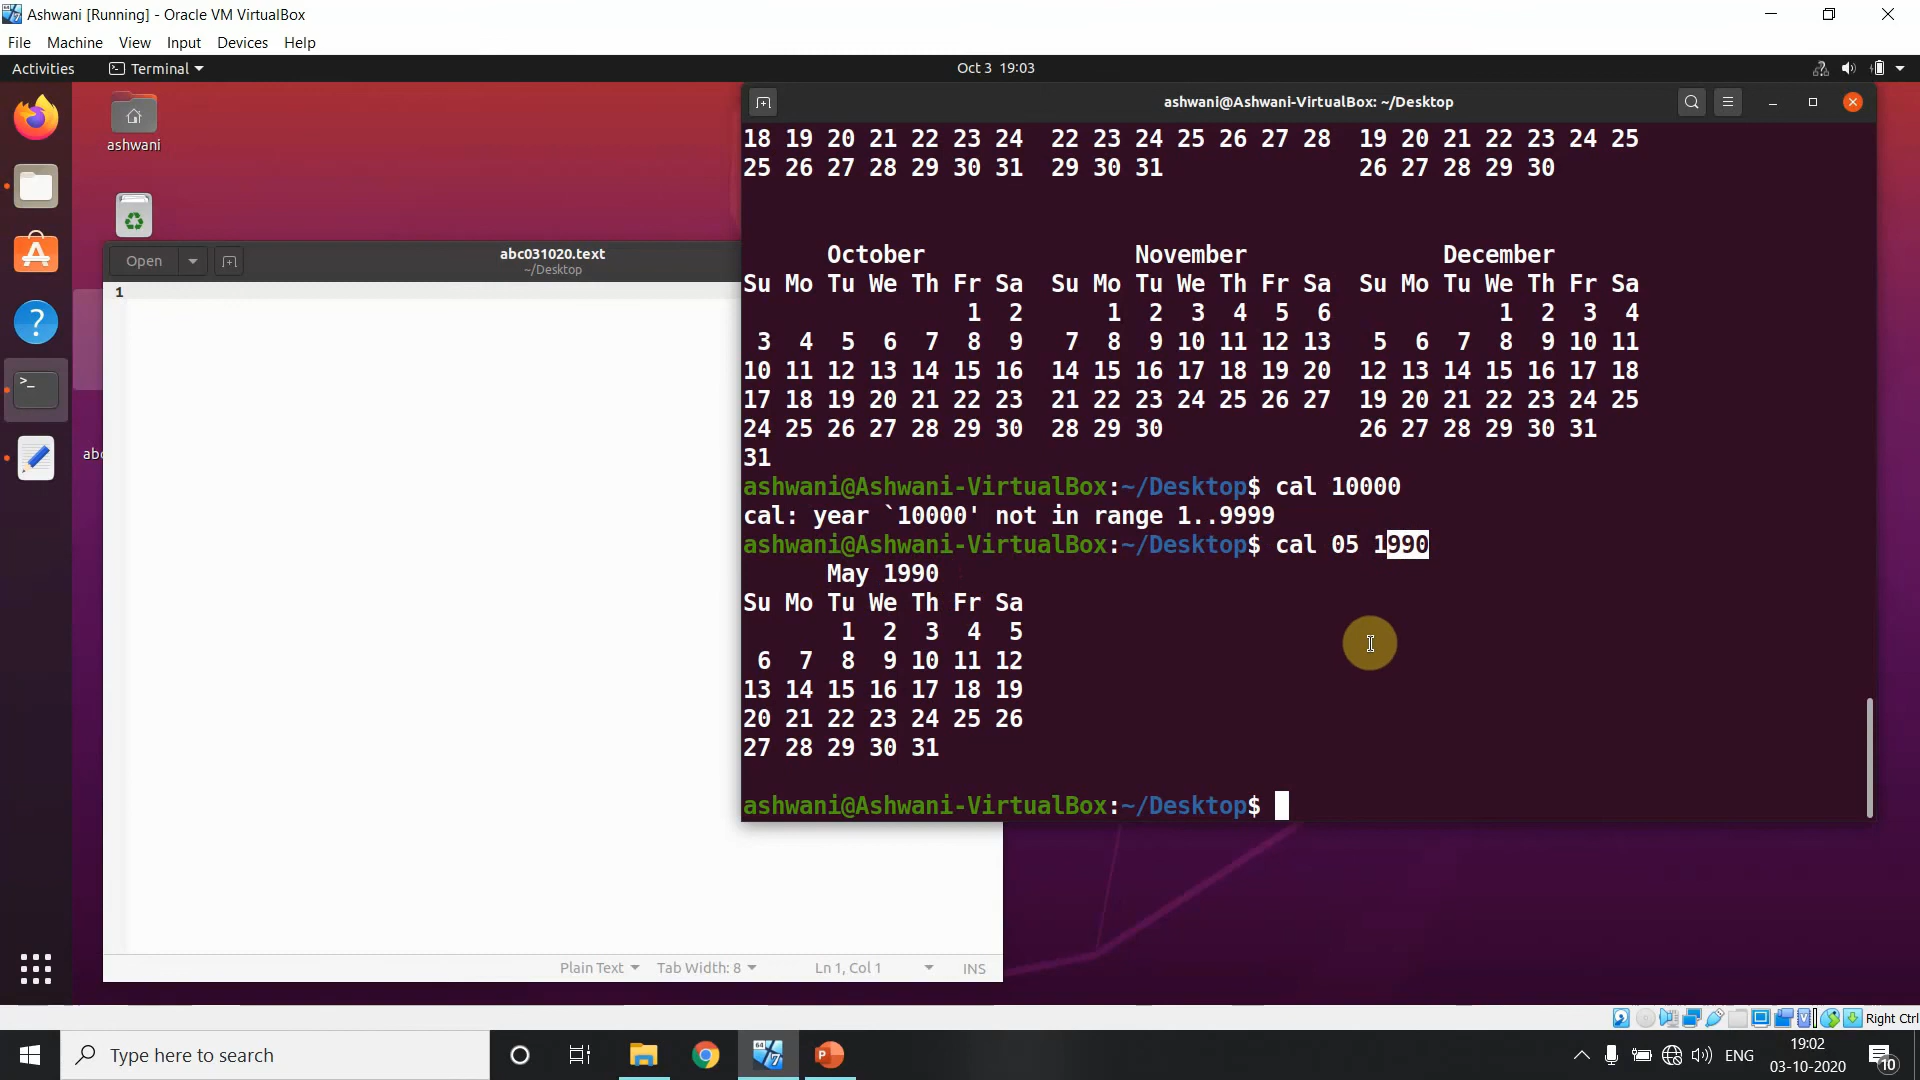 Ashwani [Running] - Oracle VM VirtualBox
File Machine View Input Devices Help
Activities Terminal Oct 3 19:03
ashwani
Open abc031020.text
~/Desktop
1
abc
Plain Text Tab Width: 8 Ln 1, Col 1 INS
ashwani@Ashwani-VirtualBox: ~/Desktop
18 19 20 21 22 23 24 22 23 24 25 26 27 28 19 20 21 22 23 24 25
25 26 27 28 29 30 31 29 30 31 26 27 28 29 30
October November December
Su Mo Tu We Th Fr Sa Su Mo Tu We Th Fr Sa Su Mo Tu We Th Fr Sa
1 2 1 2 3 4 5 6 1 2 3 4
3 4 5 6 7 8 9 7 8 9 10 11 12 13 5 6 7 8 9 10 11
10 11 12 13 14 15 16 14 15 16 17 18 19 20 12 13 14 15 16 17 18
17 18 19 20 21 22 23 21 22 23 24 25 26 27 19 20 21 22 23 24 25
24 25 26 27 28 29 30 28 29 30 26 27 28 29 30 31
31
ashwani@Ashwani-VirtualBox:~/Desktop$ cal 10000
cal: year `10000' not in range 1..9999
ashwani@Ashwani-VirtualBox:~/Desktop$ cal 05 1990
May 1990
Su Mo Tu We Th Fr Sa
1 2 3 4 5
6 7 8 9 10 11 12
13 14 15 16 17 18 19
20 21 22 23 24 25 26
27 28 29 30 31
ashwani@Ashwani-VirtualBox:~/Desktop$
Right Ctrl
Type here to search
ENG
19:02
03-10-2020
10